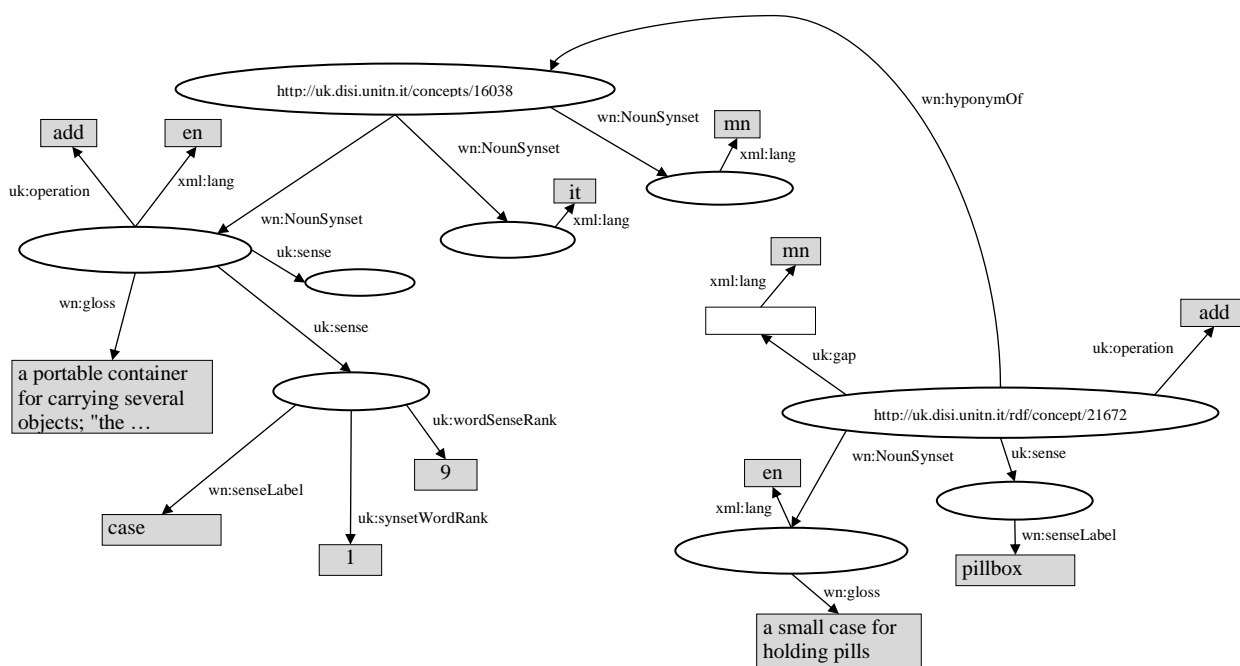 http://uk.disi.unitn.it/concepts/16038
wn:hyponymOf
add
en
wn:NounSynset
mn
wn:NounSynset
xml:lang
uk:operation
xml:lang
it
wn:NounSynset
xml:lang
uk:sense
mn
xml:lang
wn:gloss
uk:sense
add
uk:operation
uk:gap
a portable container
for carrying several
objects; "the …
http://uk.disi.unitn.it/rdf/concept/21672
uk:wordSenseRank
9
wn:NounSynset
uk:sense
en
wn:senseLabel
xml:lang
uk:synsetWordRank
case
1
wn:senseLabel
pillbox
wn:gloss
a small case for
holding pills